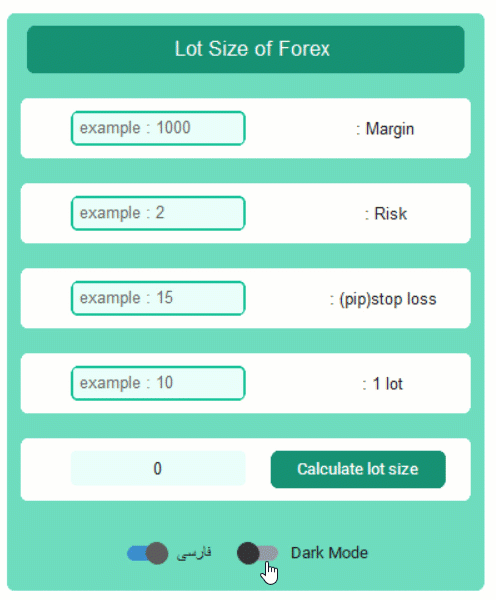 Lot Size of Forex
example : 1000 : Margin
example : 2 : Risk
example : 15 : (pip)stop loss
example : 10 : 1 lot
0 Calculate lot size
فارسی Dark Mode